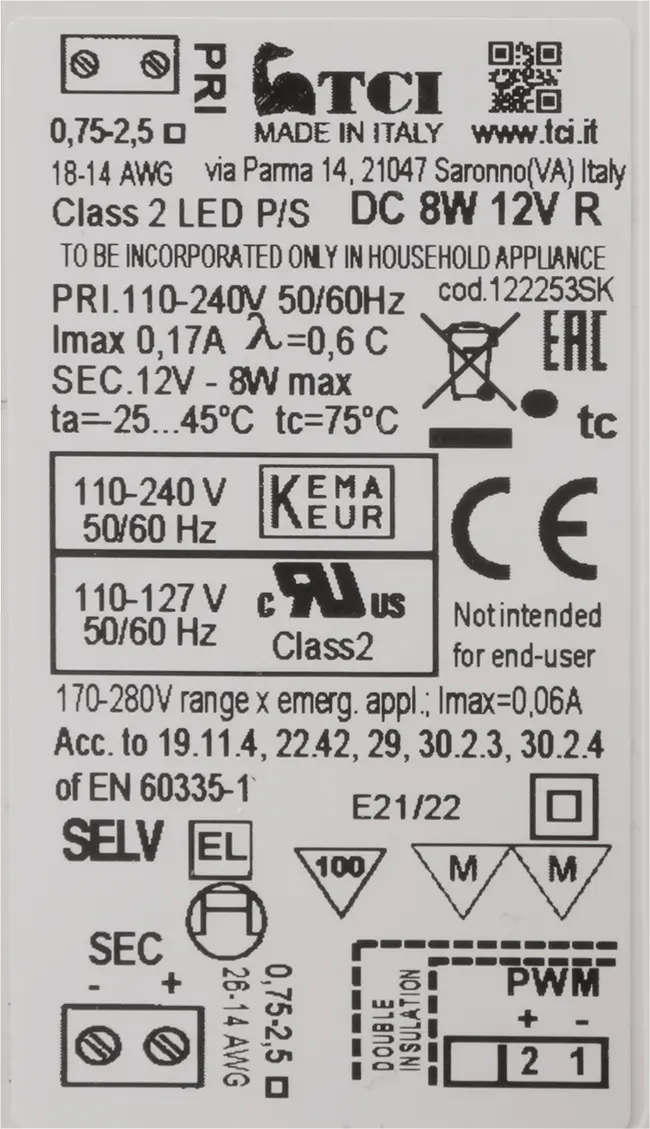 PRI
TCI
0,75-2,5
MADE IN ITALY
www.tci.it
18-14 AWG
via Parma 14, 21047 Saronno(VA) Italy
Class 2 LED P/S
DC 8W 12V R
TO BE INCORPORATED ONLY IN HOUSEHOLD APPLIANCE
PRI.110-240V 50/60Hz
cod.122253SK
Imax 0,17A λ=0,6 C
EAC
SEC.12V - 8W max
ta=-25...45°C tc=75°C
tc
110-240 V
50/60 Hz
KEMA
KEUR
CE
110-127 V
50/60 Hz
c RU US
Class2
Not intended
for end-user
170-280V range x emerg. appl.; Imax=0,06A
Acc. to 19.11.4, 22.42, 29, 30.2.3, 30.2.4
of EN 60335-1
E21/22
SELV
EL
100
M
M
SEC
- +
0,75-2,5
26-14 AWG
DOUBLE
INSULATION
PWM
+ -
2 1